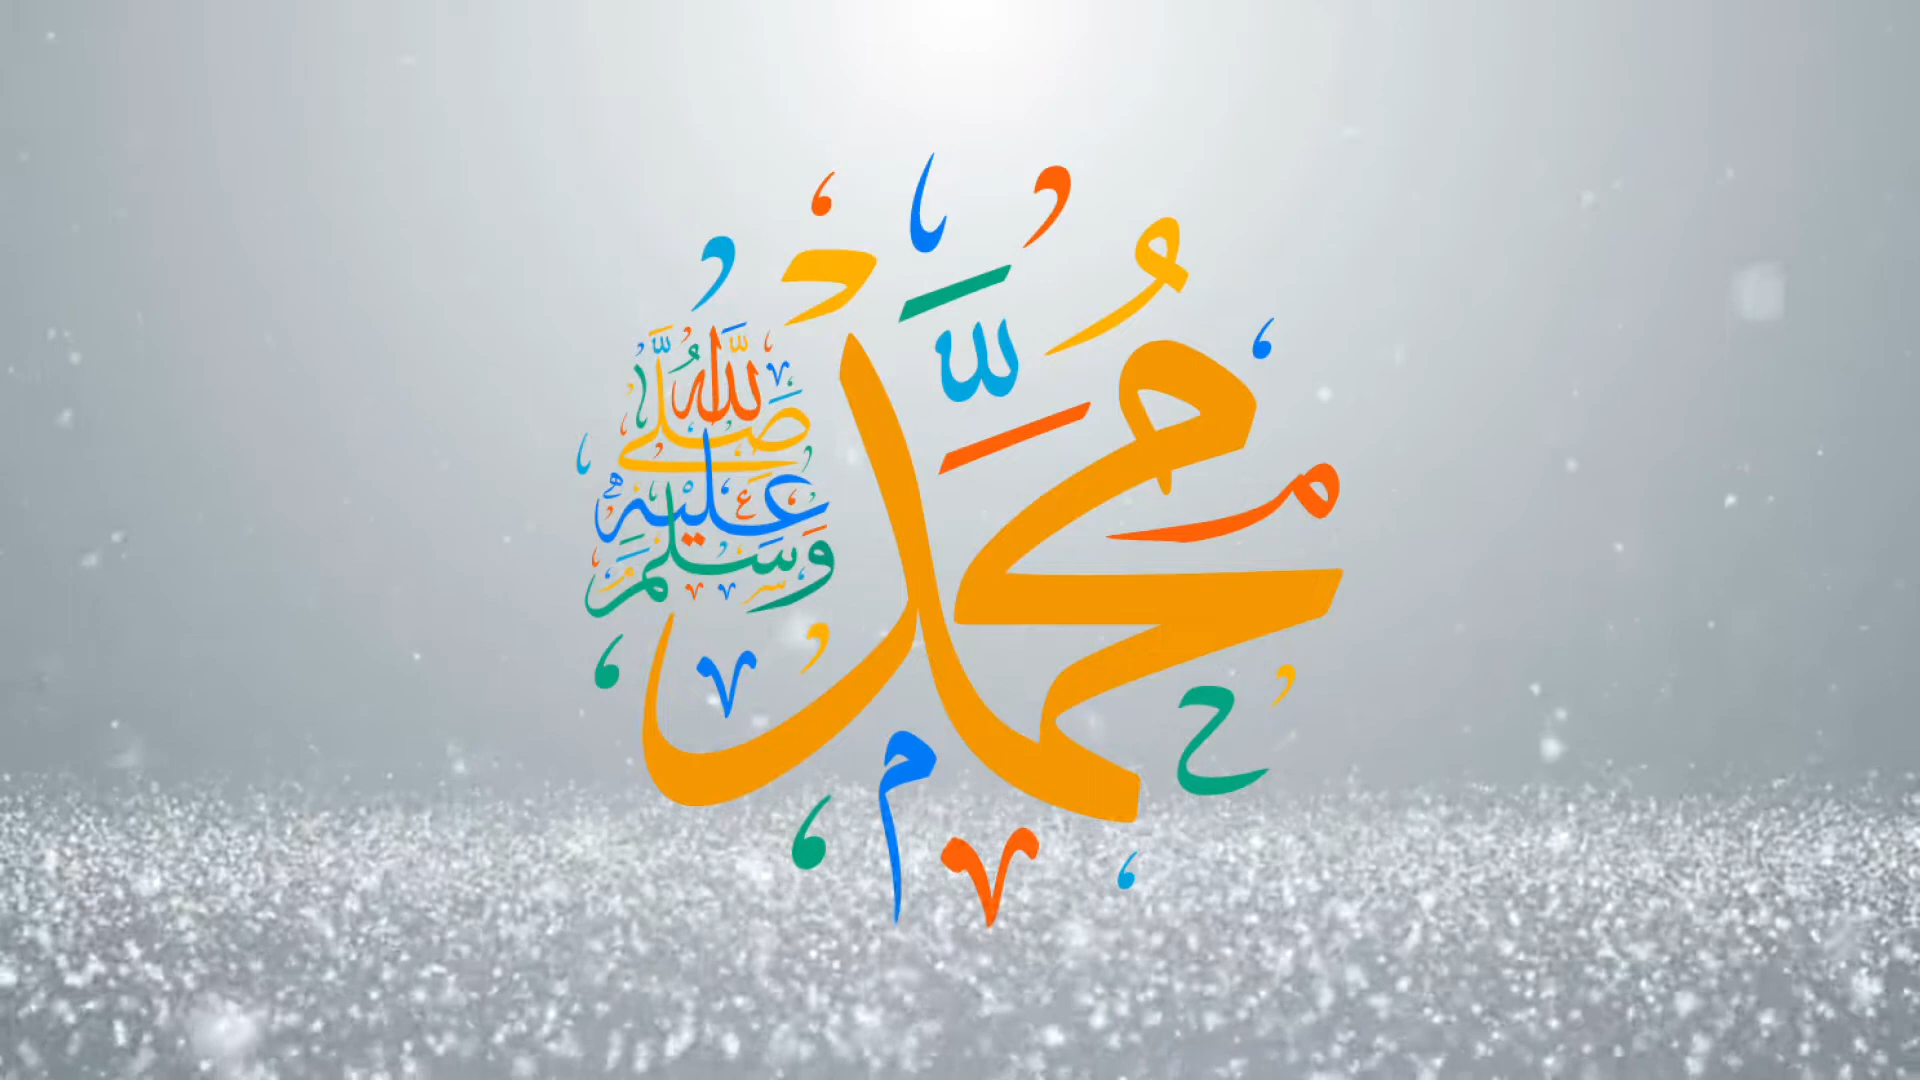 مُحَمَّدٌ
صَلَّى اللَّهُ
عَلَيْهِ
وَسَلَّمَ